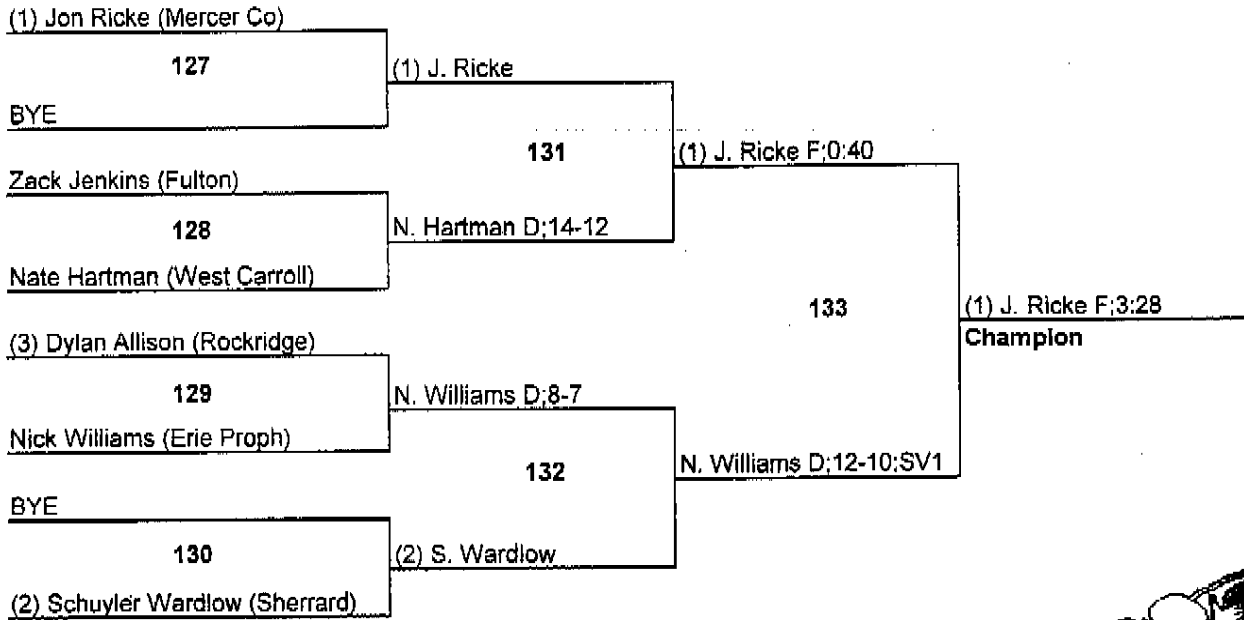 (1) Jon Ricke (Mercer Co)
127
(1) J. Ricke
BYE
131
(1) J. Ricke F;0:40
Zack Jenkins (Fulton)
128
N. Hartman D;14-12
Nate Hartman (West Carroll)
133
(1) J. Ricke F;3:28
Champion
(3) Dylan Allison (Rockridge)
129
N. Williams D;8-7
Nick Williams (Erie Proph)
132
N. Williams D;12-10;SV1
BYE
130
(2) S. Wardlow
(2) Schuyler Wardlow (Sherrard)